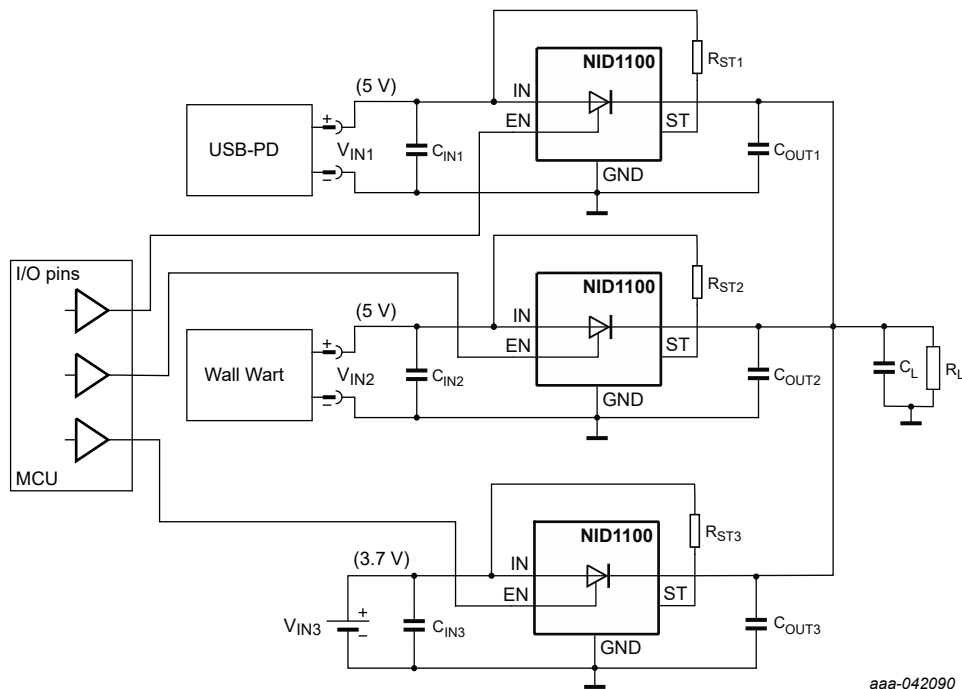 NID1100
R_ST1
(5 V)
IN
EN
ST
USB-PD
+
V_IN1
−
C_IN1
GND
C_OUT1
I/O pins
NID1100
R_ST2
(5 V)
IN
EN
ST
Wall Wart
+
V_IN2
−
C_IN2
GND
C_OUT2
C_L
R_L
MCU
NID1100
R_ST3
(3.7 V)
IN
EN
ST
V_IN3
+
−
C_IN3
GND
C_OUT3
aaa-042090